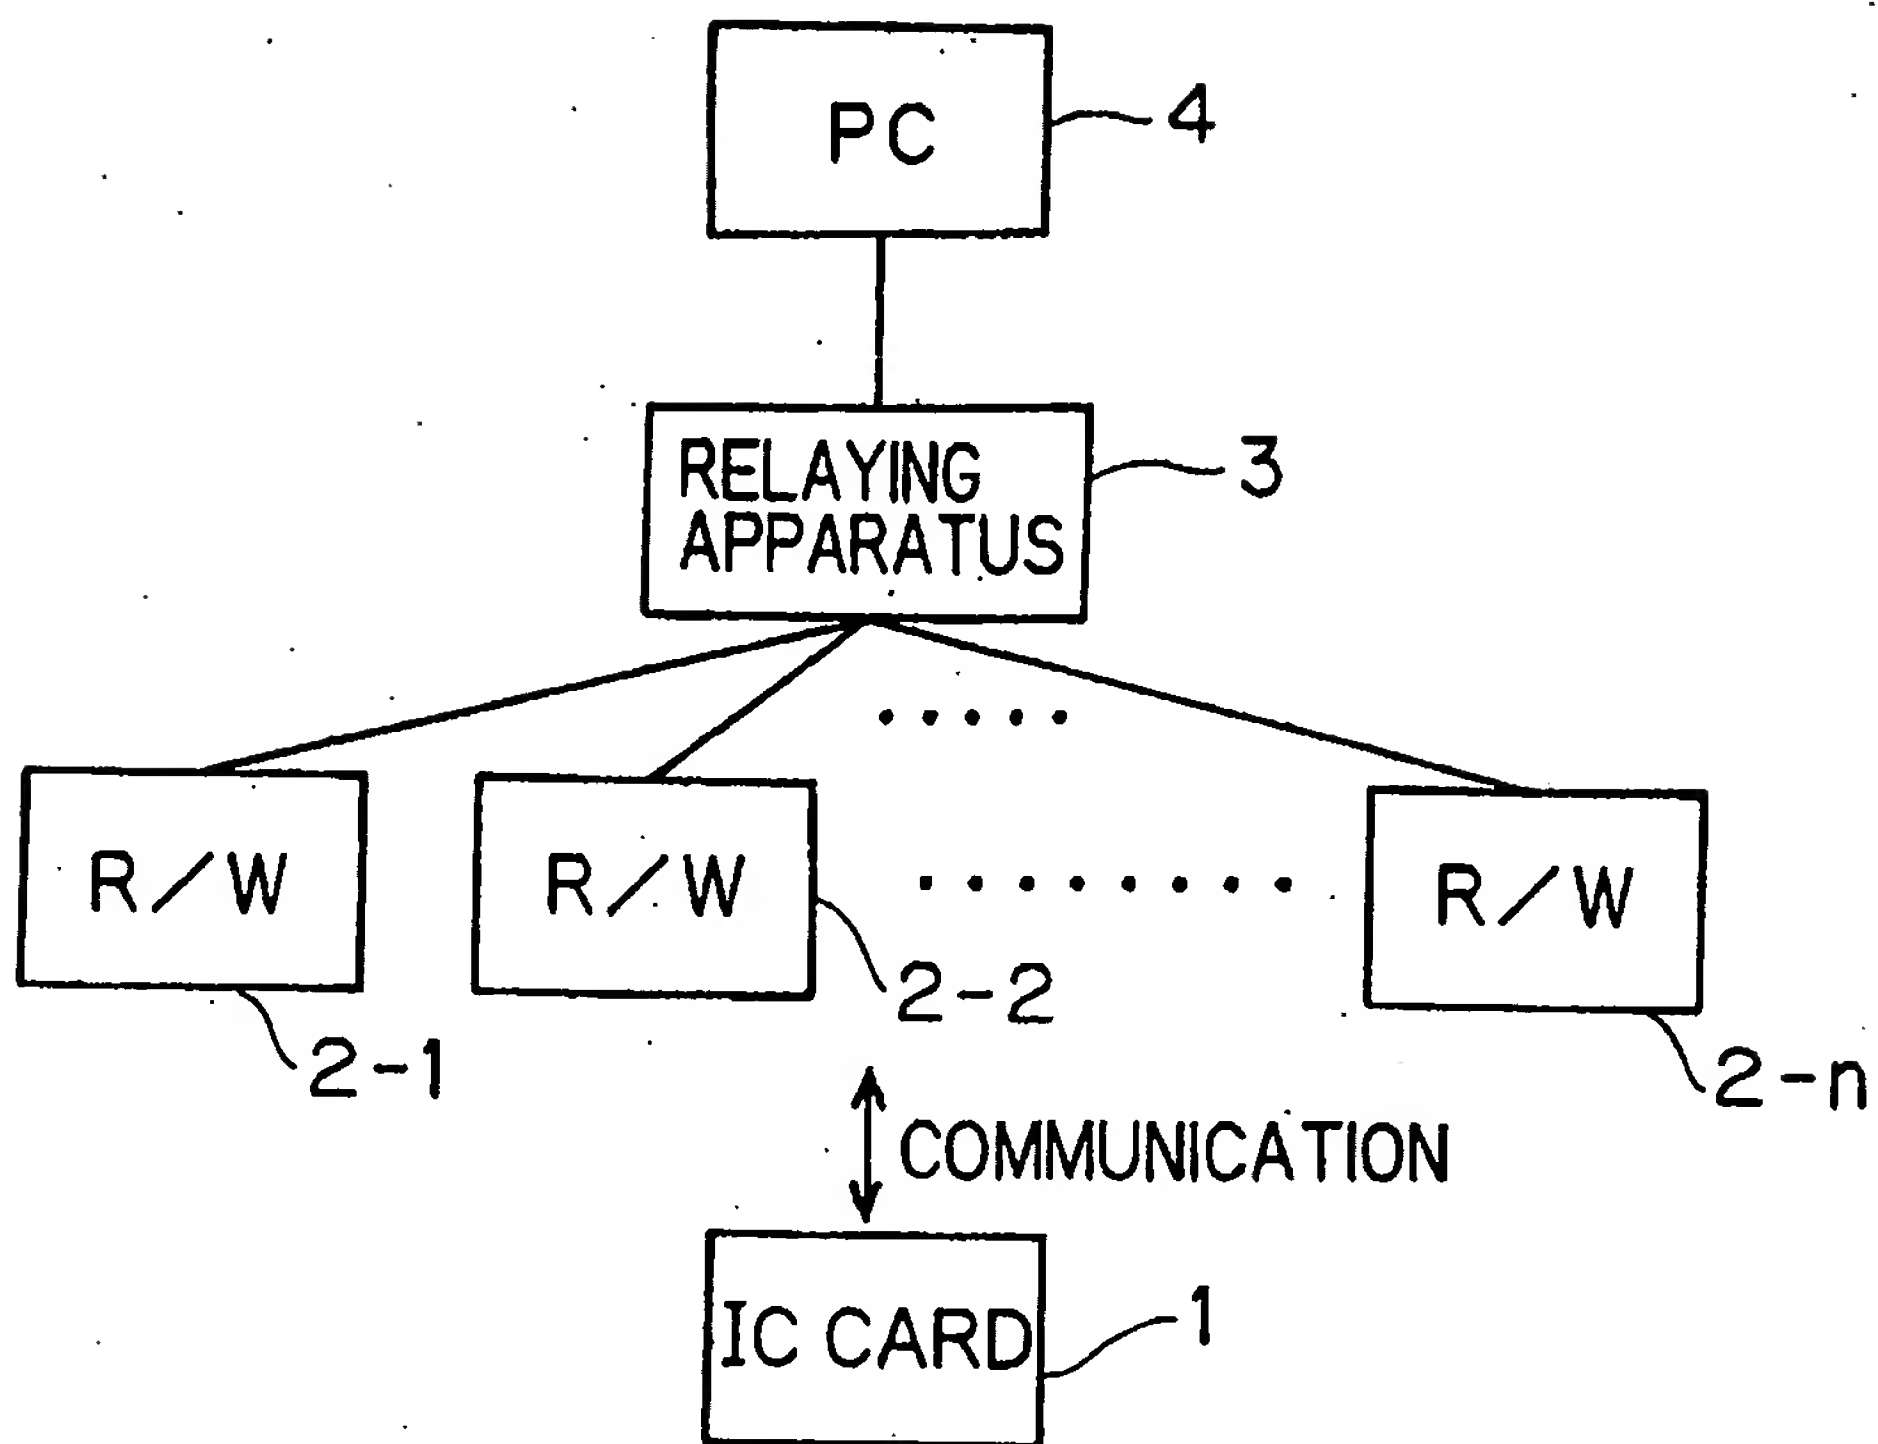 PC
4
RELAYING
APPARATUS
3
R/W
R/W
R/W
2-1
2-2
2-n
COMMUNICATION
IC CARD
1